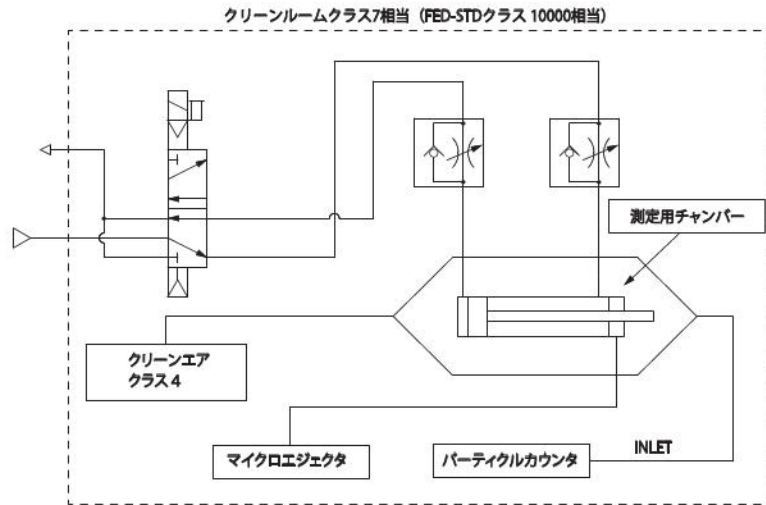 クリーンルームクラス7相当（FED-STDクラス 10000相当）
測定用チャンバー
クリーンエア
クラス4
マイクロエジェクタ
パーティクルカウンタ
INLET